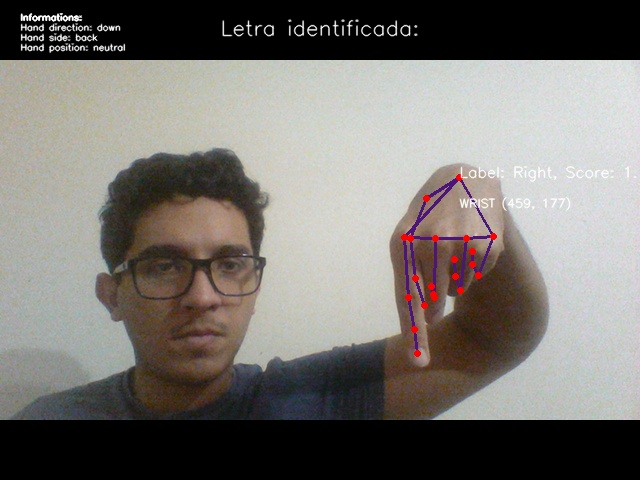 Informations:
Hand direction: down
Hand side: back
Hand position: neutral
Letra identificada:
Label: Right, Score: 1.
WRIST (459, 177)